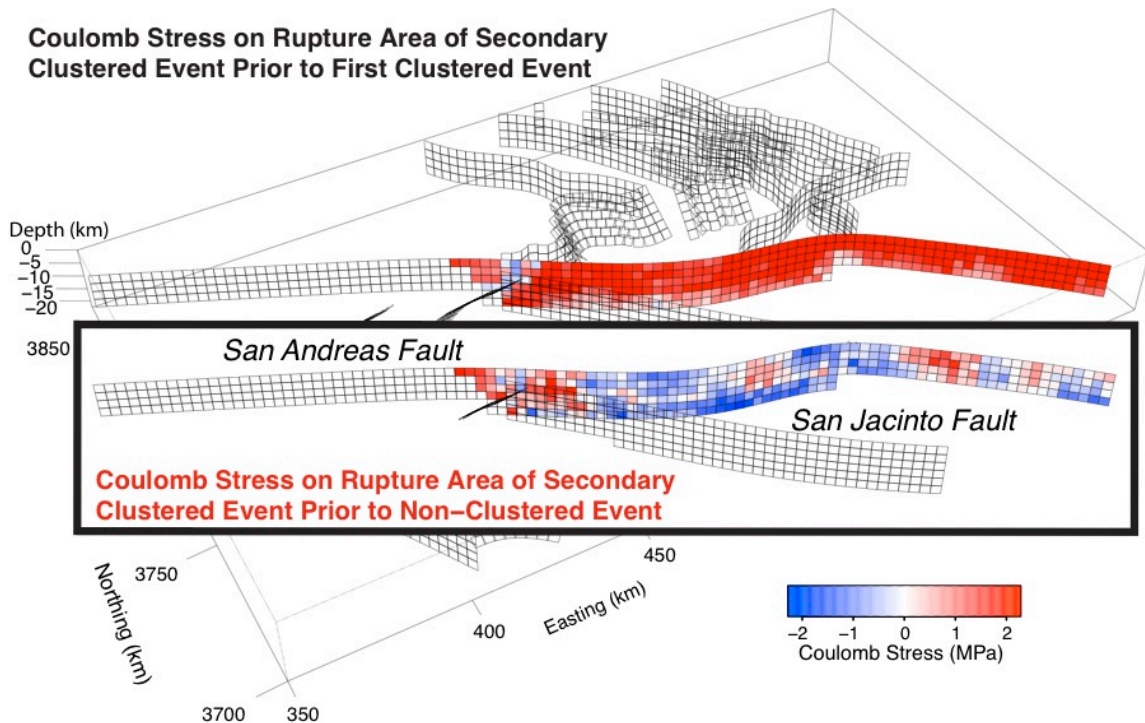 Coulomb Stress on Rupture Area of Secondary
Clustered Event Prior to First Clustered Event
Depth (km)
0
−5
−10
−15
−20
3850
San Andreas Fault
San Jacinto Fault
Coulomb Stress on Rupture Area of Secondary
Clustered Event Prior to Non−Clustered Event
450
3750
Northing (km)
Easting (km)
400
3700
350
−2 −1 0 1 2
Coulomb Stress (MPa)